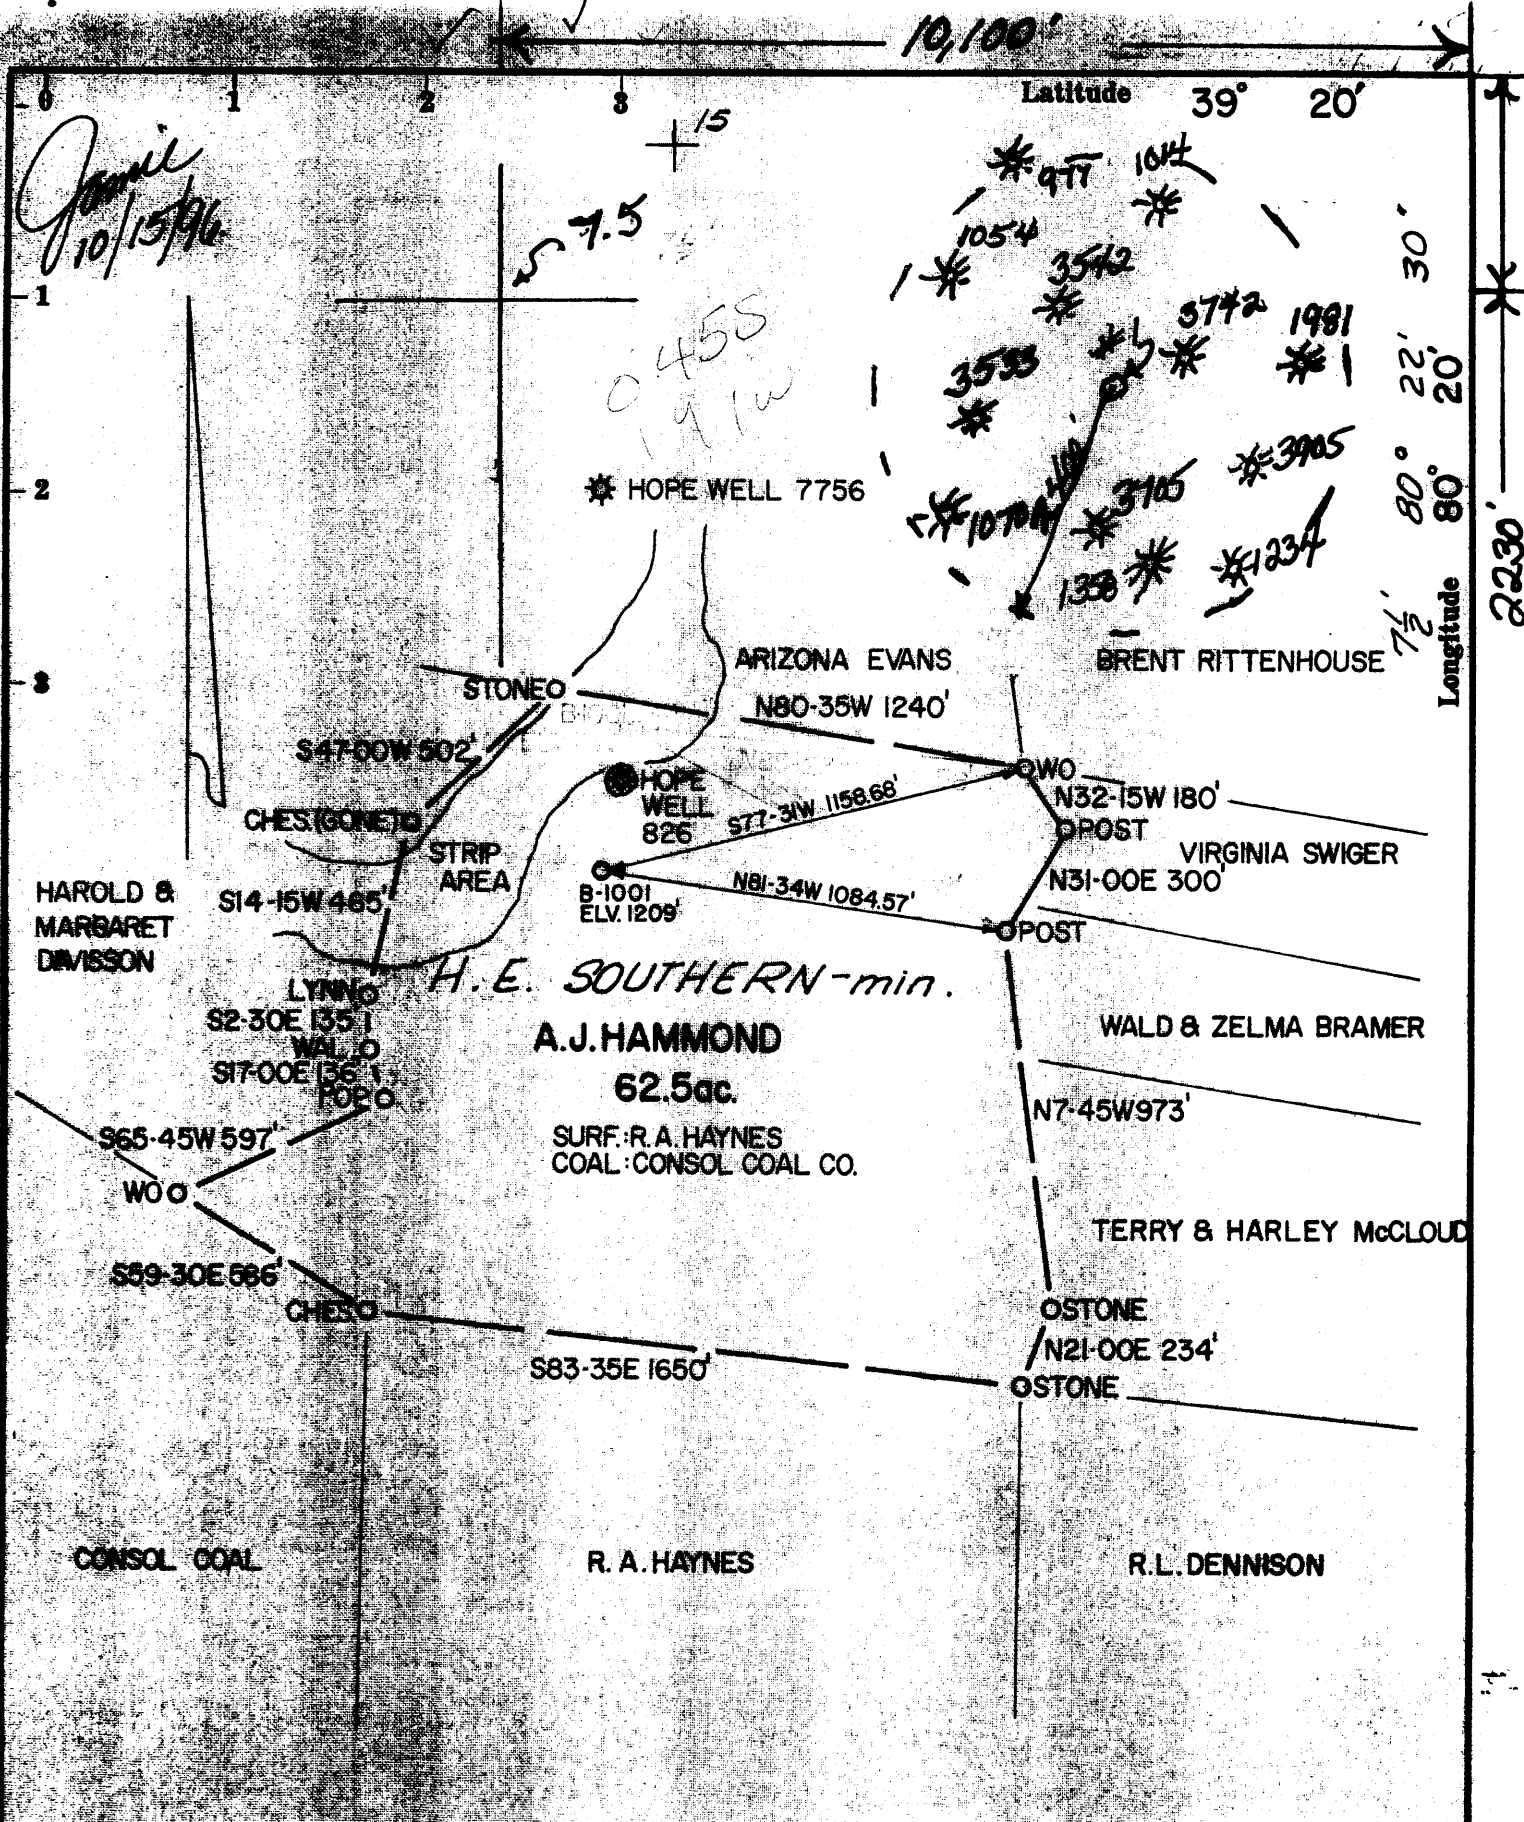 10,100'
0 1 2 3
Latitude 39° 20'
15
Jamie
10/15/96
7.5
977
1014
1054
3542
3742
1981
3533
3905
1070
3705
1358
1234
30"
22'
20'
80°
80°
7½'
Longitude
2230'
1
2
3
0455
191W
HOPE WELL 7756
ARIZONA EVANS
BRENT RITTENHOUSE
STONE
N80-35W 1240'
S47-00W 502'
WO
N32-15W 180'
HOPE
WELL
826
S77-31W 1158.68'
CHES.(GONE)
POST
STRIP
AREA
VIRGINIA SWIGER
N31-00E 300'
B-1001
ELV. 1209'
N81-34W 1084.57'
HAROLD &
MARGARET
DAVISSON
S14-15W 465'
POST
LYNN
H.E. SOUTHERN-min.
S2-30E 135'
A.J. HAMMOND
62.5ac.
WALD & ZELMA BRAMER
WAL.
S17-00E 136'
POP
N7-45W 973'
S65-45W 597'
SURF.: R.A. HAYNES
COAL: CONSOL COAL CO.
WO
TERRY & HARLEY McCLOUD
S59-30E 586'
CHES.
STONE
N21-00E 234'
S83-35E 1650'
STONE
CONSOL COAL
R.A. HAYNES
R.L. DENNISON